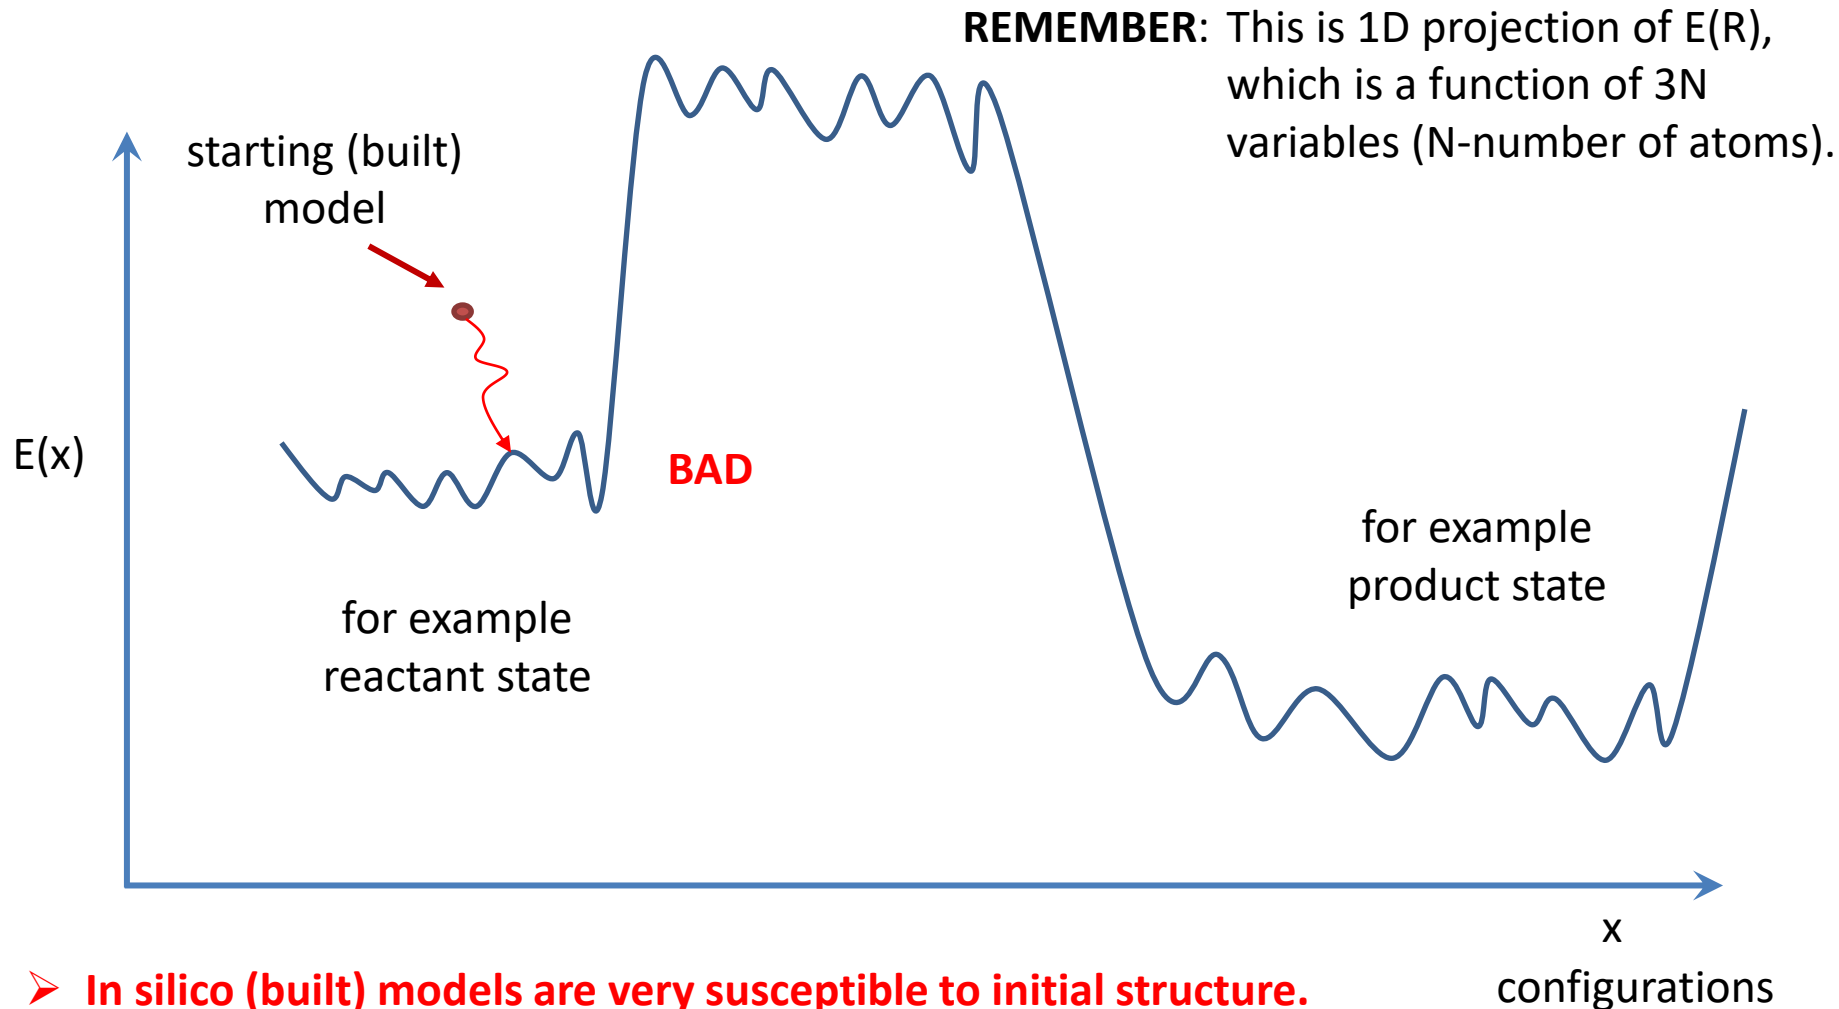 REMEMBER: This is 1D projection of E(R),
which is a function of 3N
variables (N-number of atoms).
starting (built)
model
E(x)
BAD
for example
reactant state
for example
product state
x
configurations
In silico (built) models are very susceptible to initial structure.